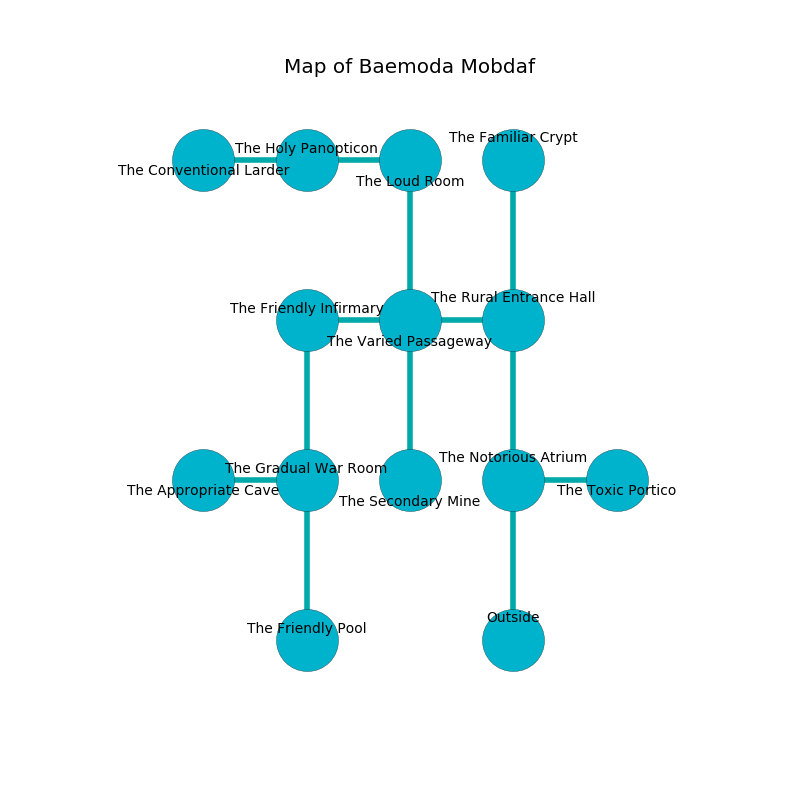 Map of Baemoda Mobdaf
The Familiar Crypt
The Holy Panopticon
The Conventional Larder
The Loud Room
The Rural Entrance Hall
The Friendly Infirmary
The Varied Passageway
The Notorious Atrium
The Gradual War Room
The Appropriate Cave
The Toxic Portico
The Secondary Mine
Outside
The Friendly Pool